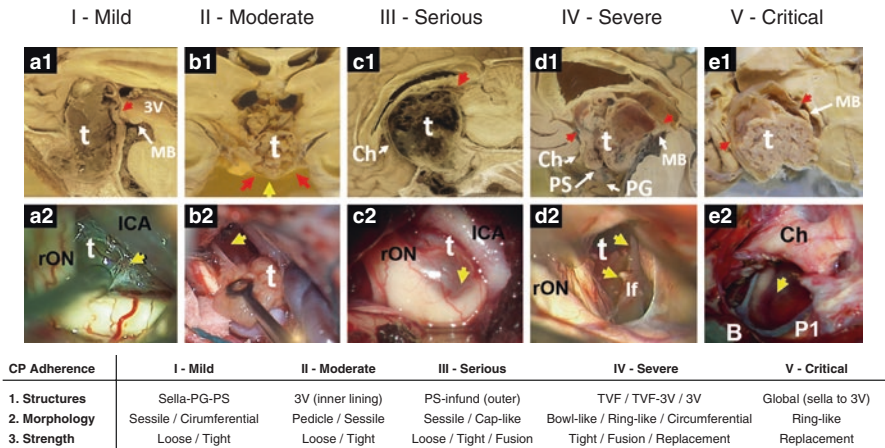 I - Mild II - Moderate III - Serious IV - Severe V - Critical
a1 b1 c1 d1 e1
3V
t t t t t
MB
MB
Ch Ch MB
PS PG
a2 b2 c2 d2 e2
ICA ICA Ch
t t t t
rON rON rON If
B P1
CP Adherence I - Mild II - Moderate III - Serious IV - Severe V - Critical
1. Structures Sella-PG-PS 3V (inner lining) PS-infund (outer) TVF / TVF-3V / 3V Global (sella to 3V)
2. Morphology Sessile / Cirumferential Pedicle / Sessile Sessile / Cap-like Bowl-like / Ring-like / Circumferential Ring-like
3. Strength Loose / Tight Loose / Tight Loose / Tight / Fusion Tight / Fusion / Replacement Replacement